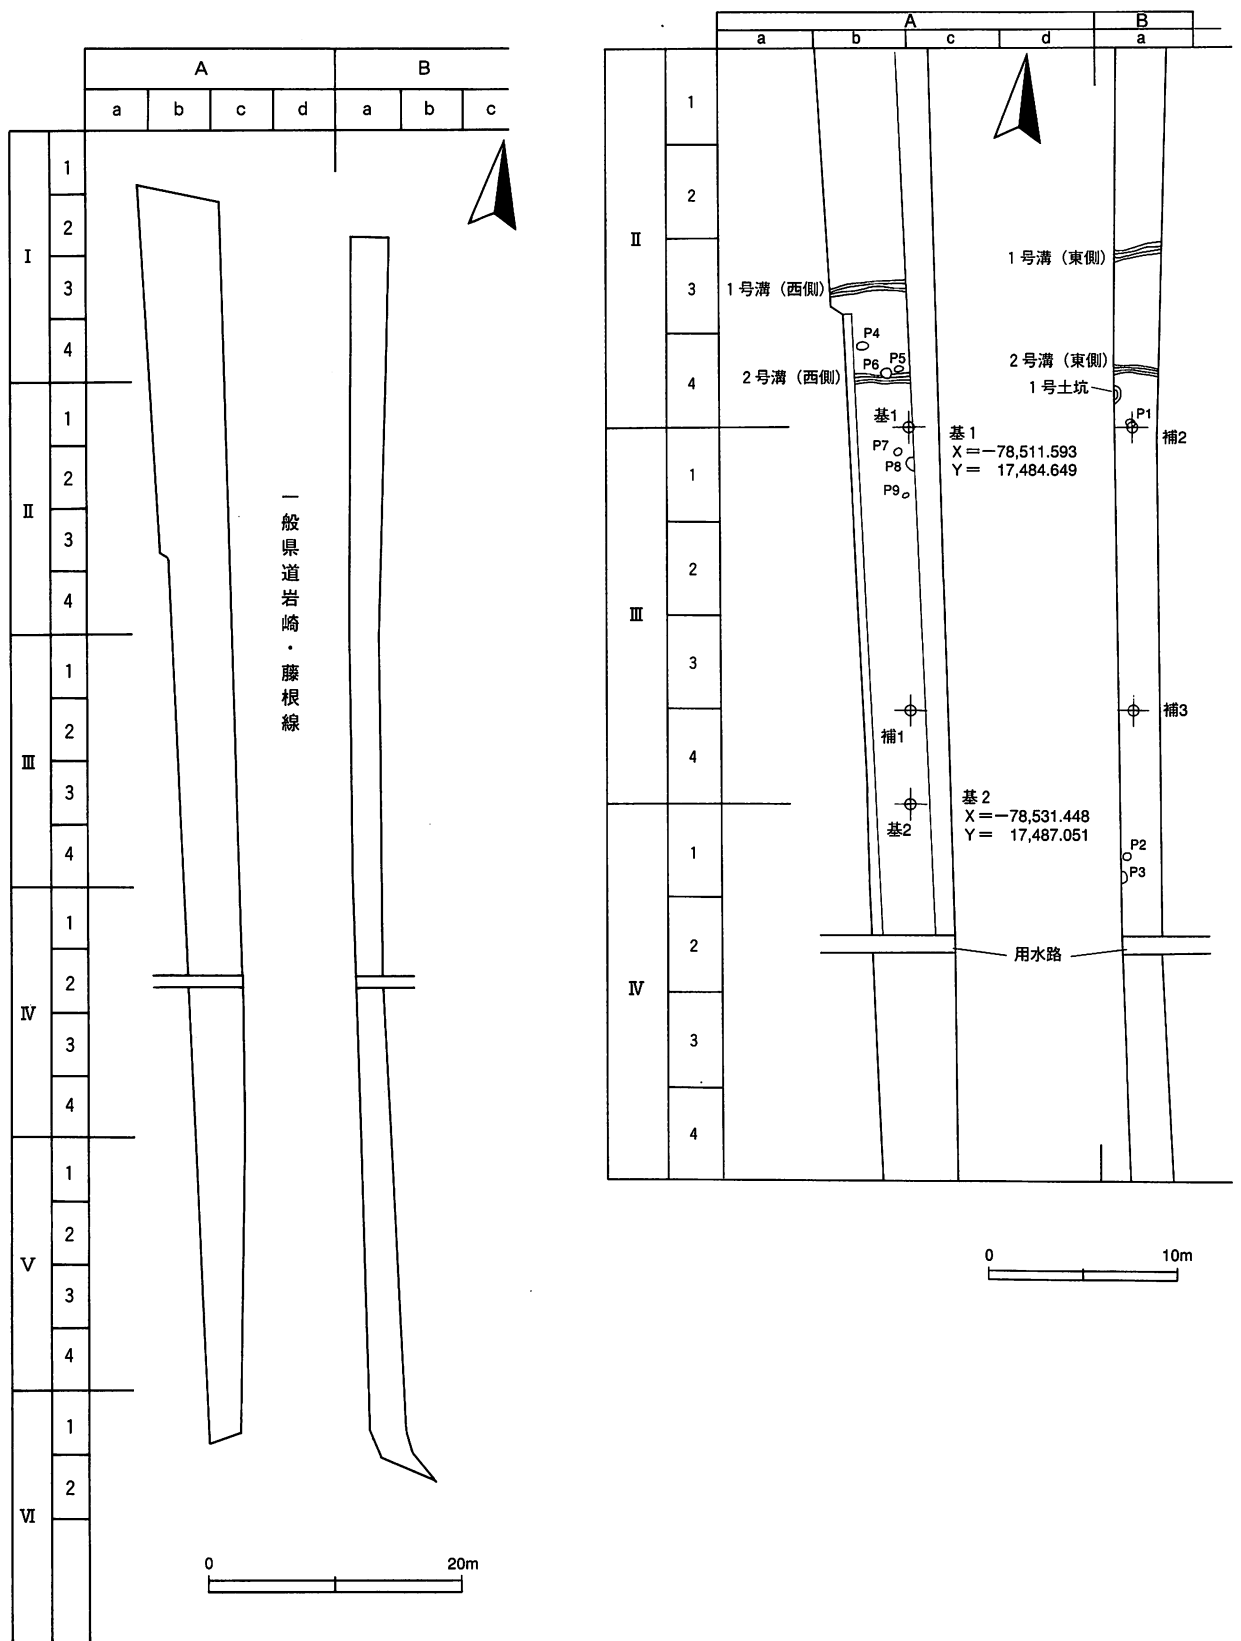 A B
a b c d a b c
I
1
2
3
4
II
1
2
3
4
III
1
2
3
4
IV
1
2
3
4
V
1
2
3
4
VI
1
2
一般県道岩崎・藤根線
0 20m
A B
a b c d a
II
1
2
3
4
III
1
2
3
4
IV
1
2
3
4
1号溝（東側）
1号溝（西側）
P4
P6 P5
2号溝（東側）
2号溝（西側）
1号土坑
基1
P1
補2
基1
X＝−78,511.593
Y＝ 17,484.649
P7
P8
P9
補1
補3
基2
X＝−78,531.448
Y＝ 17,487.051
基2
P2
P3
用水路
0 10m